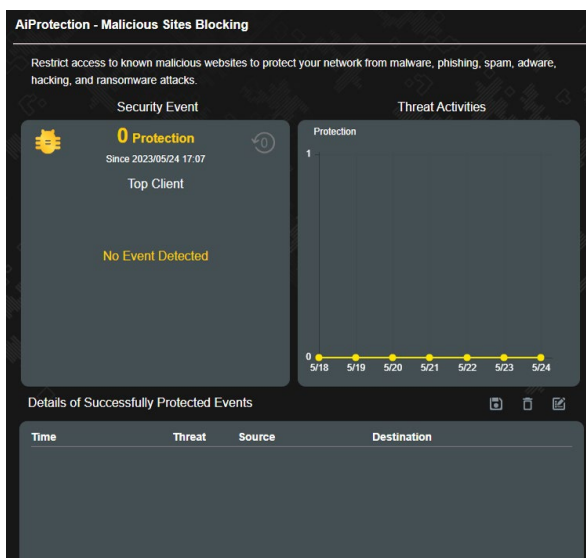 AiProtection - Malicious Sites Blocking
Restrict access to known malicious websites to protect your network from malware, phishing, spam, adware,
hacking, and ransomware attacks.
Security Event
Threat Activities
0 Protection
Since 2023/05/24 17:07
Top Client
No Event Detected
0
Protection
1
0
5/18 5/19 5/20 5/21 5/22 5/23 5/24
Details of Successfully Protected Events
Time Threat Source Destination